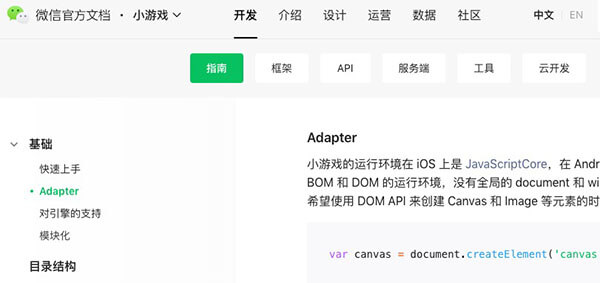 微信官方文档 · 小游戏
开发 介绍 设计 运营 数据 社区
中文 | EN
指南 框架 API 服务端 工具 云开发
基础
快速上手
Adapter
对引擎的支持
模块化
目录结构
Adapter
小游戏的运行环境在 iOS 上是 JavaScriptCore，在 Andr
BOM 和 DOM 的运行环境，没有全局的 document 和 wi
希望使用 DOM API 来创建 Canvas 和 Image 等元素的时
var canvas = document.createElement('canvas